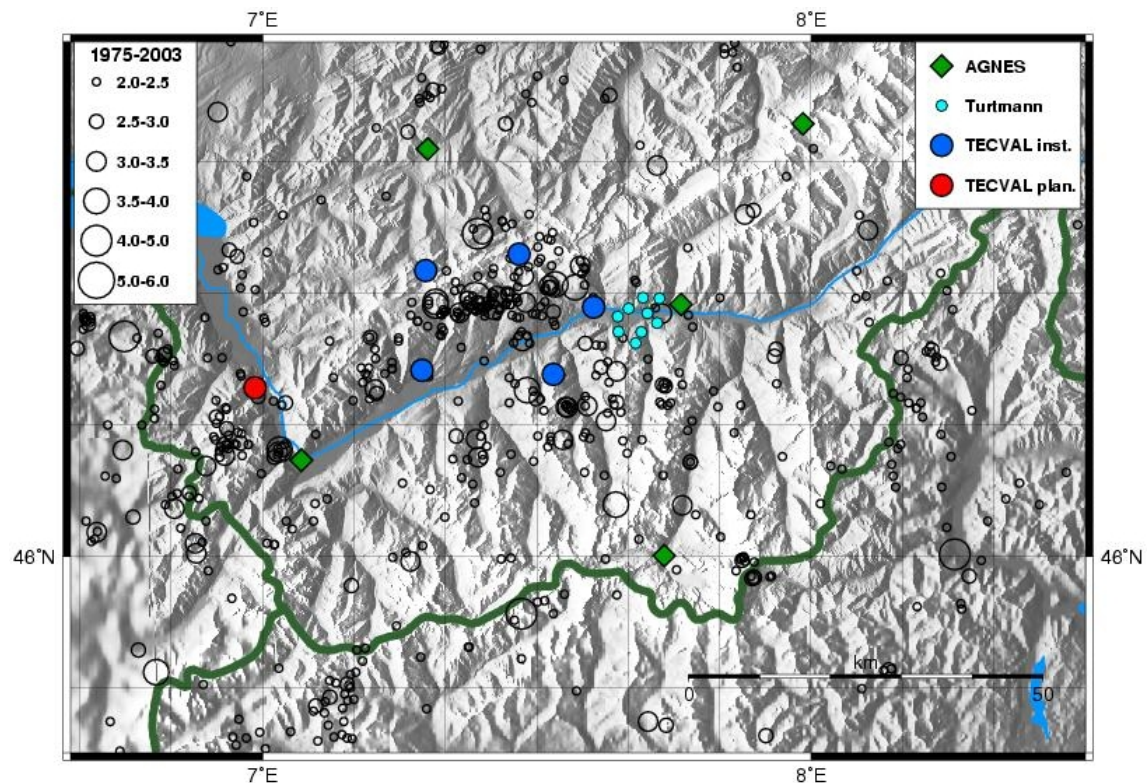 7°E 8°E
1975-2003
2.0-2.5
2.5-3.0
3.0-3.5
3.5-4.0
4.0-5.0
5.0-6.0
AGNES
Turtmann
TECVAL inst.
TECVAL plan.
46°N 46°N
km
0 50
7°E 8°E